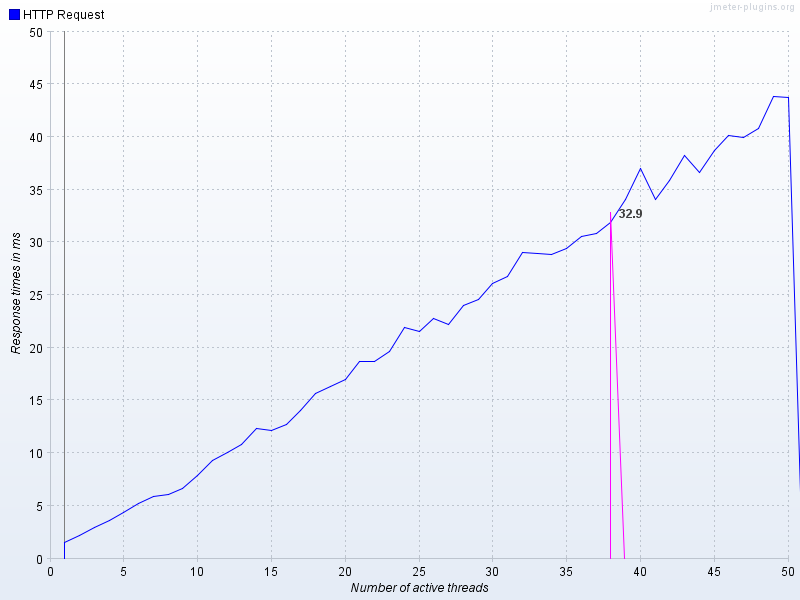 jmeter-plugins.org
HTTP Request
50
45
40
35
30
25
20
15
10
5
0
32.9
0 5 10 15 20 25 30 35 40 45 50
Response times in ms
Number of active threads